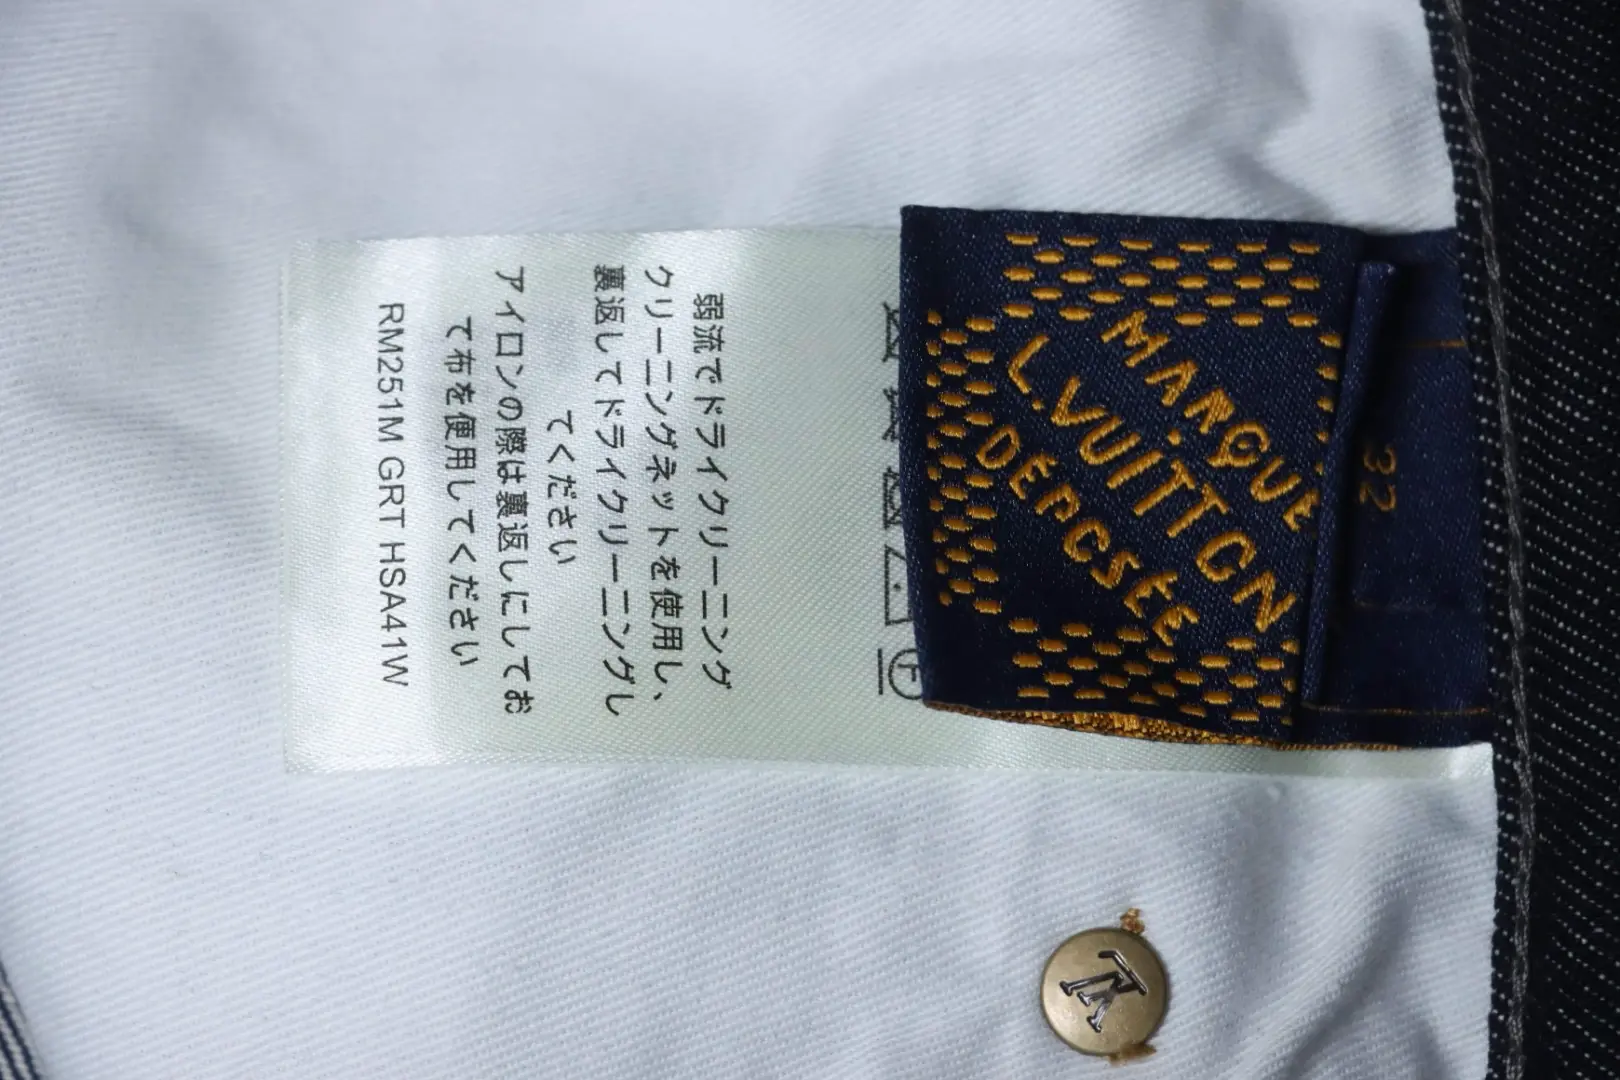 MARQUE
L.VUITTON
DÉPOSÉE
32
弱流でドライクリーニング
クリーニングネットを使用し、
裏返してドライクリーニングし
てください
アイロンの際は裏返しにしてお
て布を使用してください
RM251M GRT HSA41W
LV